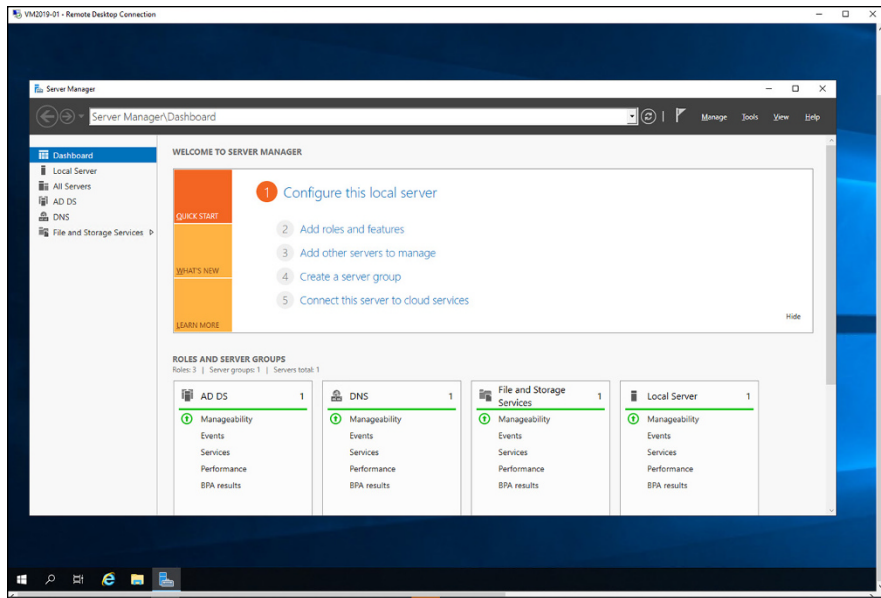 VM2019-01 - Remote Desktop Connection
Server Manager
Server Manager\Dashboard
Manage Tools View Help
Dashboard
Local Server
All Servers
AD DS
DNS
File and Storage Services
WELCOME TO SERVER MANAGER
QUICK START
WHAT'S NEW
LEARN MORE
1 Configure this local server
2 Add roles and features
3 Add other servers to manage
4 Create a server group
5 Connect this server to cloud services
Hide
ROLES AND SERVER GROUPS
Roles: 3 | Server groups: 1 | Servers total: 1
AD DS 1
Manageability
Events
Services
Performance
BPA results
DNS 1
Manageability
Events
Services
Performance
BPA results
File and Storage
Services 1
Manageability
Events
Services
Performance
BPA results
Local Server 1
Manageability
Events
Services
Performance
BPA results